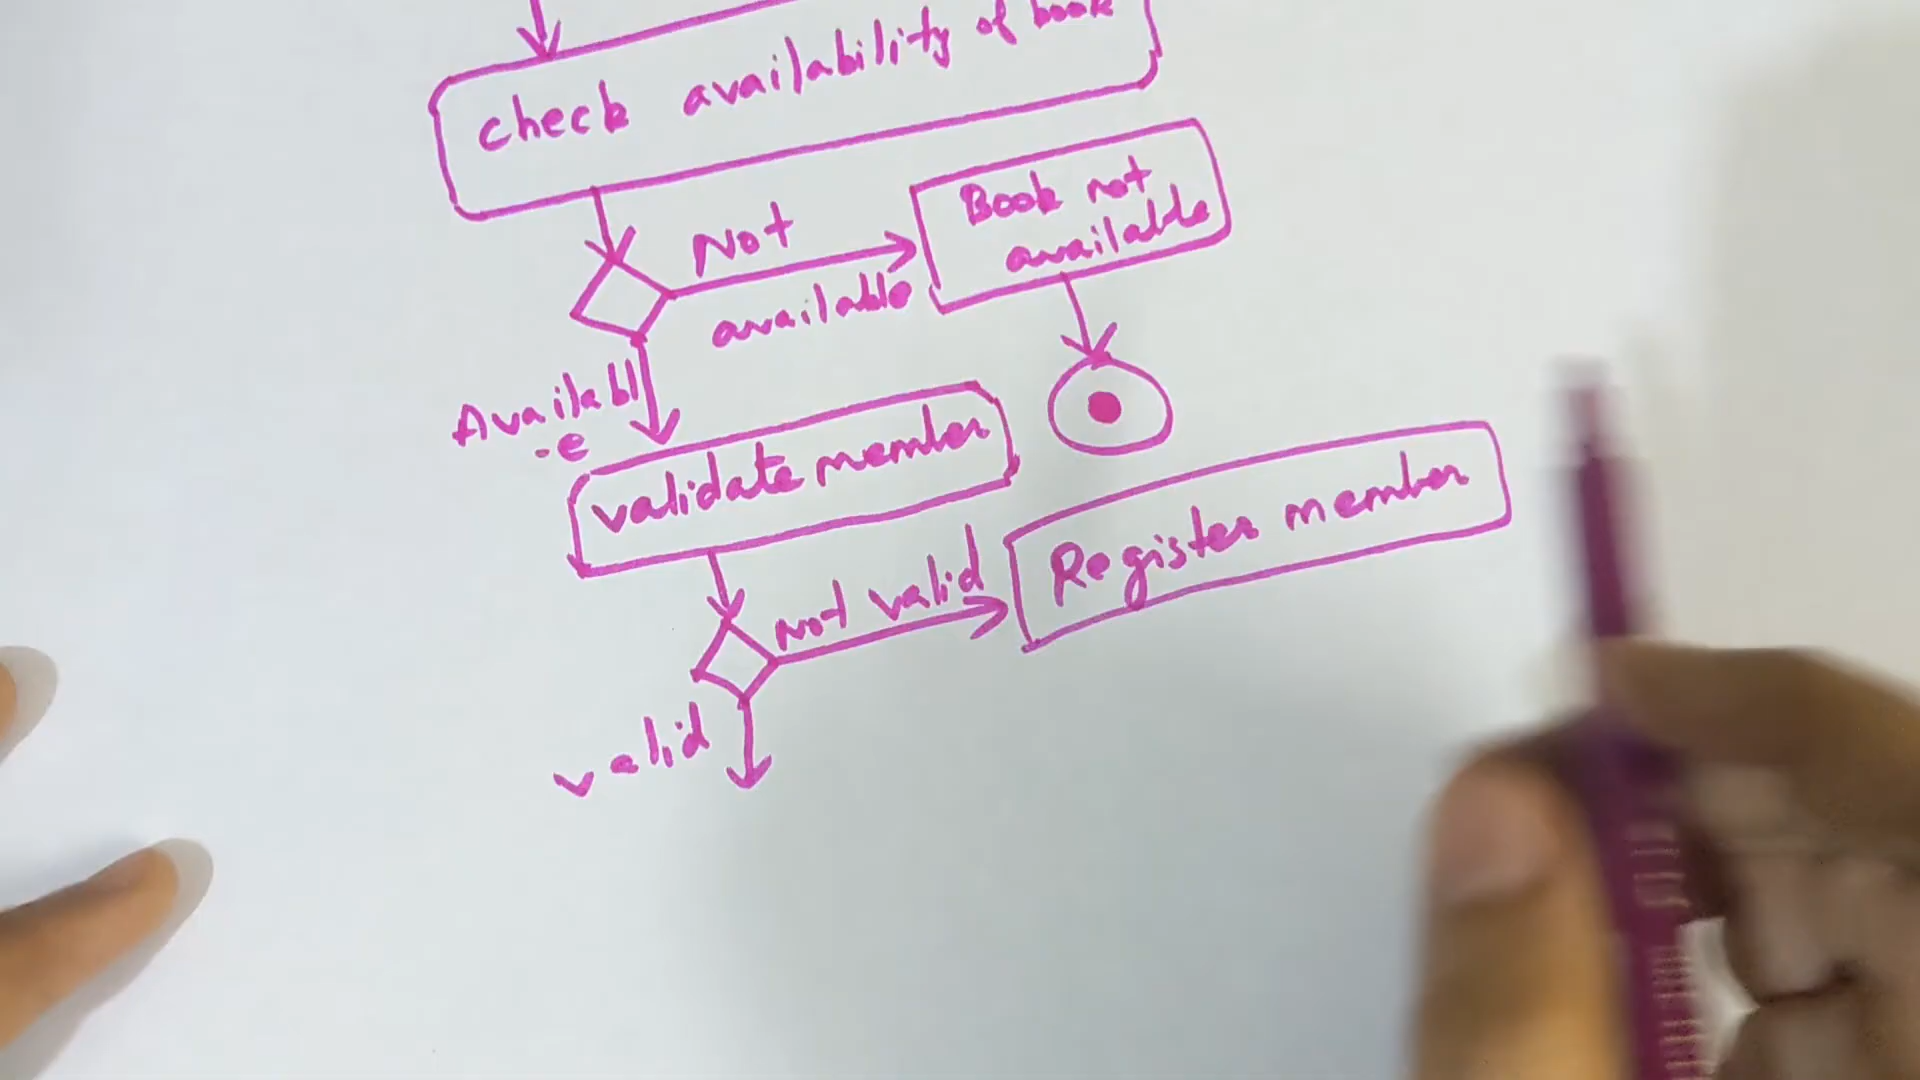 check availability of book
Not
available
Book not
available
Availabl
-e
validate member
Not valid
Register member
valid